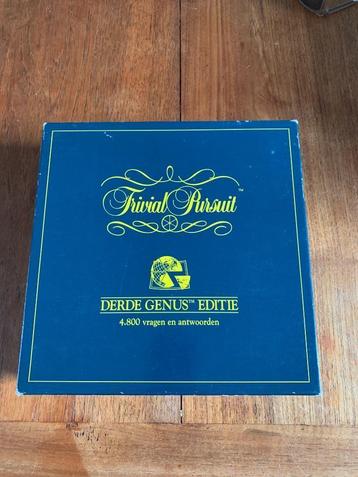 Trivial Pursuit™
DERDE GENUS™ EDITIE
4.800 vragen en antwoorden